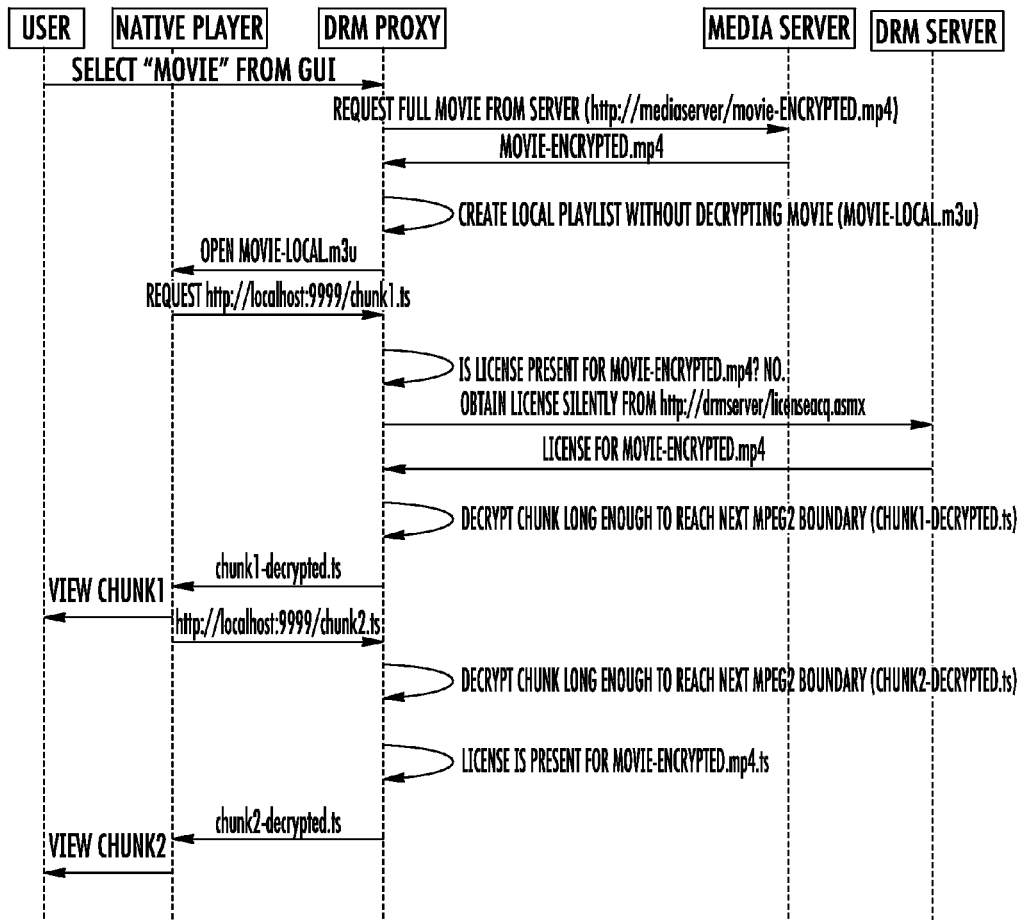 USER NATIVE PLAYER DRM PROXY MEDIA SERVER DRM SERVER
SELECT “MOVIE” FROM GUI
REQUEST FULL MOVIE FROM SERVER (http://mediaserver/movie-ENCRYPTED.mp4)
MOVIE-ENCRYPTED.mp4
CREATE LOCAL PLAYLIST WITHOUT DECRYPTING MOVIE (MOVIE-LOCAL.m3u)
OPEN MOVIE-LOCAL.m3u
REQUEST http://localhost:9999/chunk1.ts
IS LICENSE PRESENT FOR MOVIE-ENCRYPTED.mp4? NO.
OBTAIN LICENSE SILENTLY FROM http://drmserver/licenseacq.asmx
LICENSE FOR MOVIE-ENCRYPTED.mp4
DECRYPT CHUNK LONG ENOUGH TO REACH NEXT MPEG2 BOUNDARY (CHUNK1-DECRYPTED.ts)
chunk1-decrypted.ts
VIEW CHUNK1
http://localhost:9999/chunk2.ts
DECRYPT CHUNK LONG ENOUGH TO REACH NEXT MPEG2 BOUNDARY (CHUNK2-DECRYPTED.ts)
LICENSE IS PRESENT FOR MOVIE-ENCRYPTED.mp4.ts
chunk2-decrypted.ts
VIEW CHUNK2